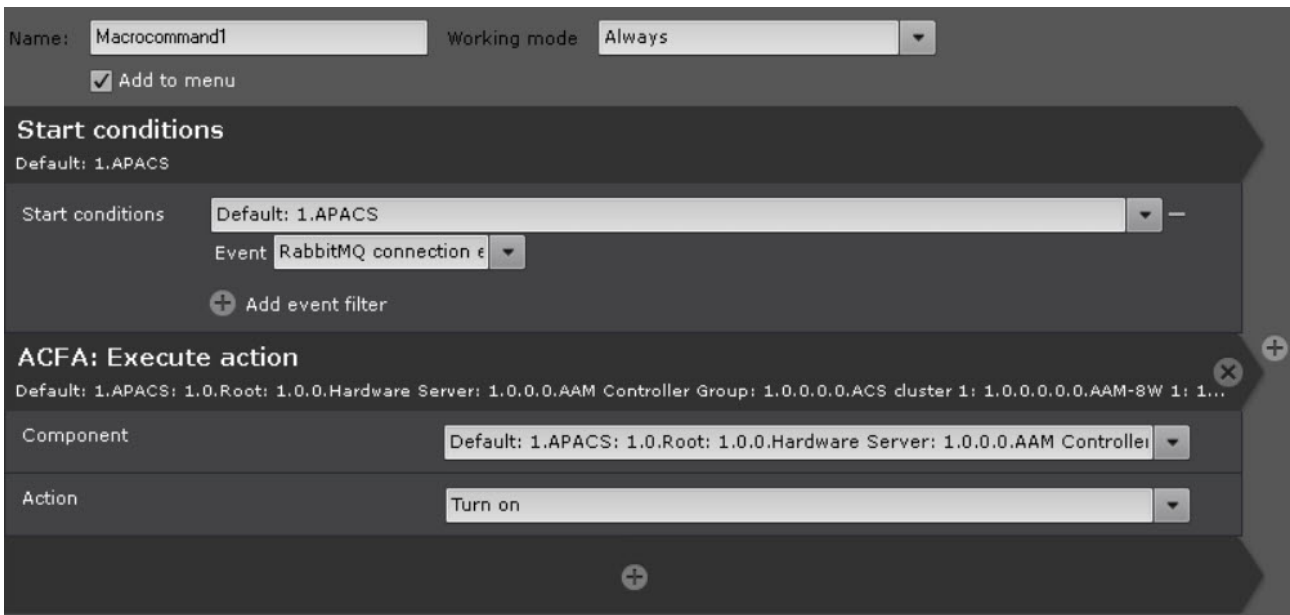 Name: Macrocommand1 Working mode Always
Add to menu
Start conditions
Default: 1.APACS
Start conditions Default: 1.APACS
Event RabbitMQ connection e
Add event filter
ACFA: Execute action
Default: 1.APACS: 1.0.Root: 1.0.0.Hardware Server: 1.0.0.0.AAM Controller Group: 1.0.0.0.0.ACS cluster 1: 1.0.0.0.0.0.AAM-8W 1: 1...
Component Default: 1.APACS: 1.0.Root: 1.0.0.Hardware Server: 1.0.0.0.AAM Controller
Action Turn on